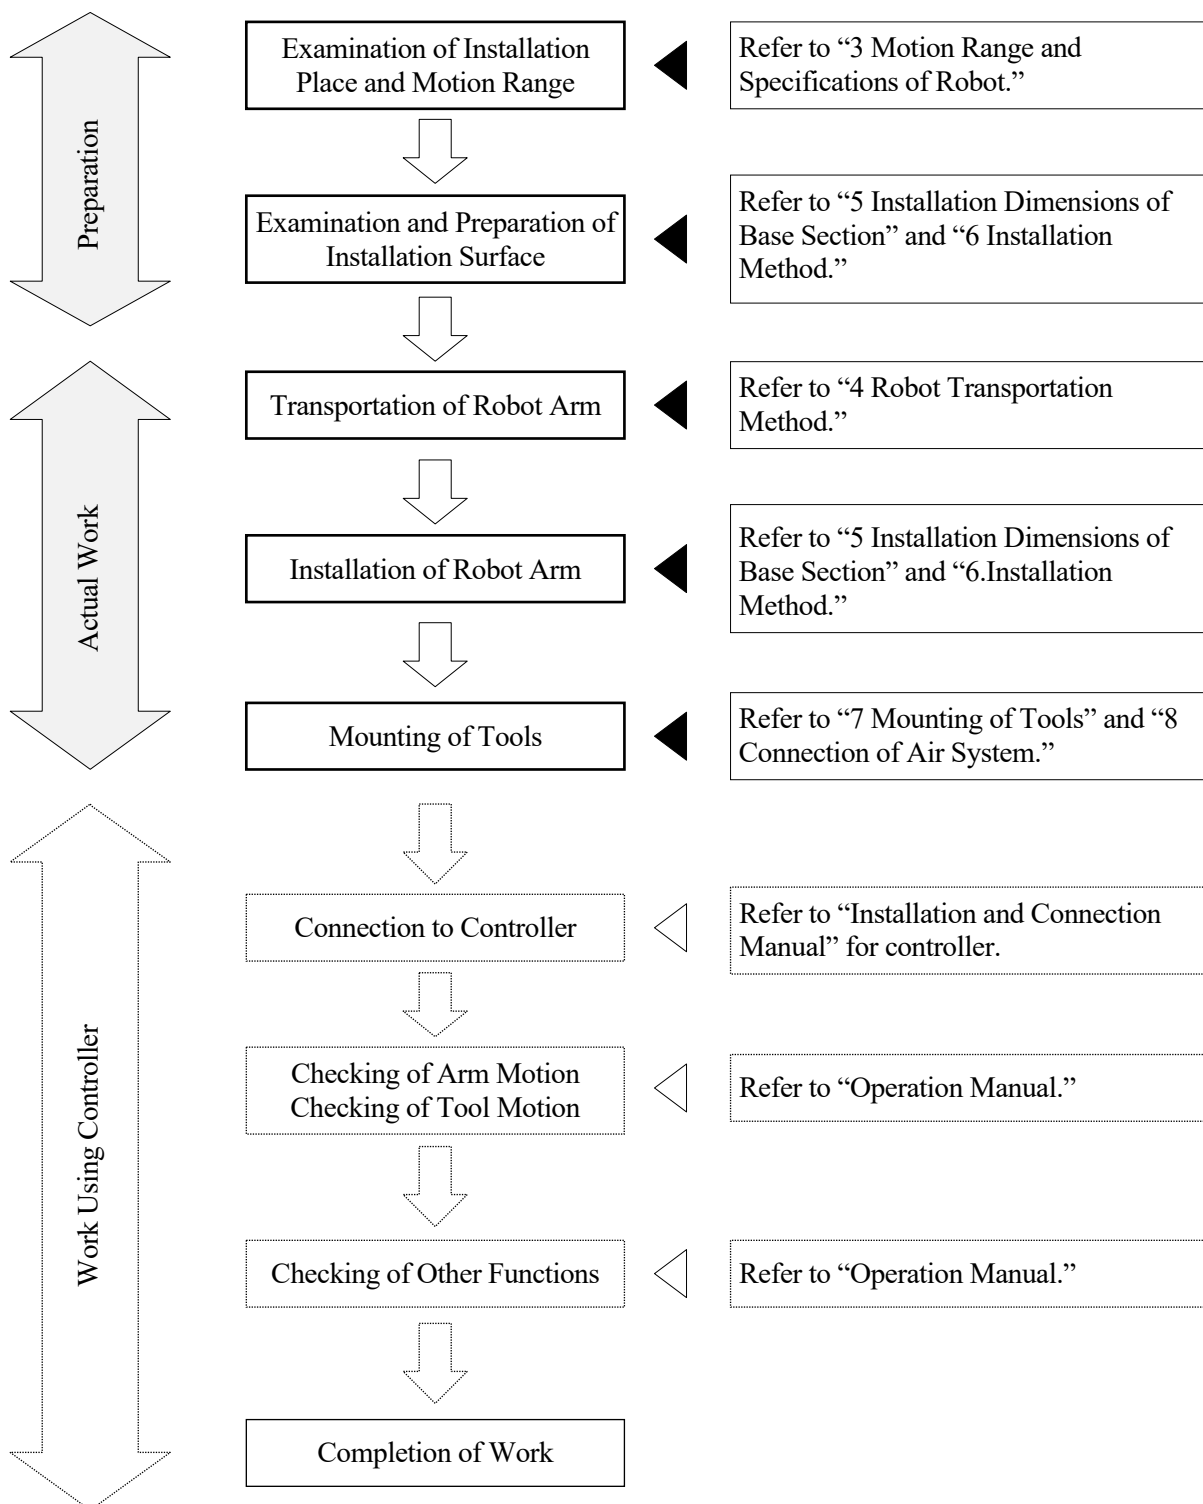 Preparation
Examination of Installation
Place and Motion Range
Refer to “3 Motion Range and
Specifications of Robot.”
Examination and Preparation of
Installation Surface
Refer to “5 Installation Dimensions of
Base Section” and “6 Installation
Method.”
Actual Work
Transportation of Robot Arm
Refer to “4 Robot Transportation
Method.”
Installation of Robot Arm
Refer to “5 Installation Dimensions of
Base Section” and “6.Installation
Method.”
Mounting of Tools
Refer to “7 Mounting of Tools” and “8
Connection of Air System.”
Work Using Controller
Connection to Controller
Refer to “Installation and Connection
Manual” for controller.
Checking of Arm Motion
Checking of Tool Motion
Refer to “Operation Manual.”
Checking of Other Functions
Refer to “Operation Manual.”
Completion of Work